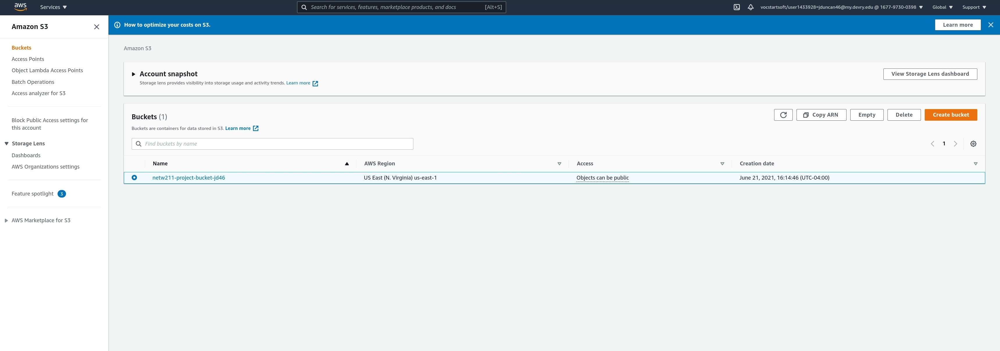 aws
Services
Search for services, features, marketplace products, and docs [Alt+S]
vocstartsoft/user1433928=jduncan46@my.devry.edu @ 1677-9730-0398
Global
Support
Amazon S3
How to optimize your costs on S3.
Learn more
Buckets
Access Points
Object Lambda Access Points
Batch Operations
Access analyzer for S3
Block Public Access settings for
this account
Storage Lens
Dashboards
AWS Organizations settings
Feature spotlight 3
AWS Marketplace for S3
Amazon S3
Account snapshot
Storage lens provides visibility into storage usage and activity trends. Learn more
View Storage Lens dashboard
Buckets (1)
Buckets are containers for data stored in S3. Learn more
Copy ARN
Empty
Delete
Create bucket
Find buckets by name
1
Name AWS Region Access Creation date
netw211-project-bucket-jd46 US East (N. Virginia) us-east-1 Objects can be public June 21, 2021, 16:14:46 (UTC-04:00)